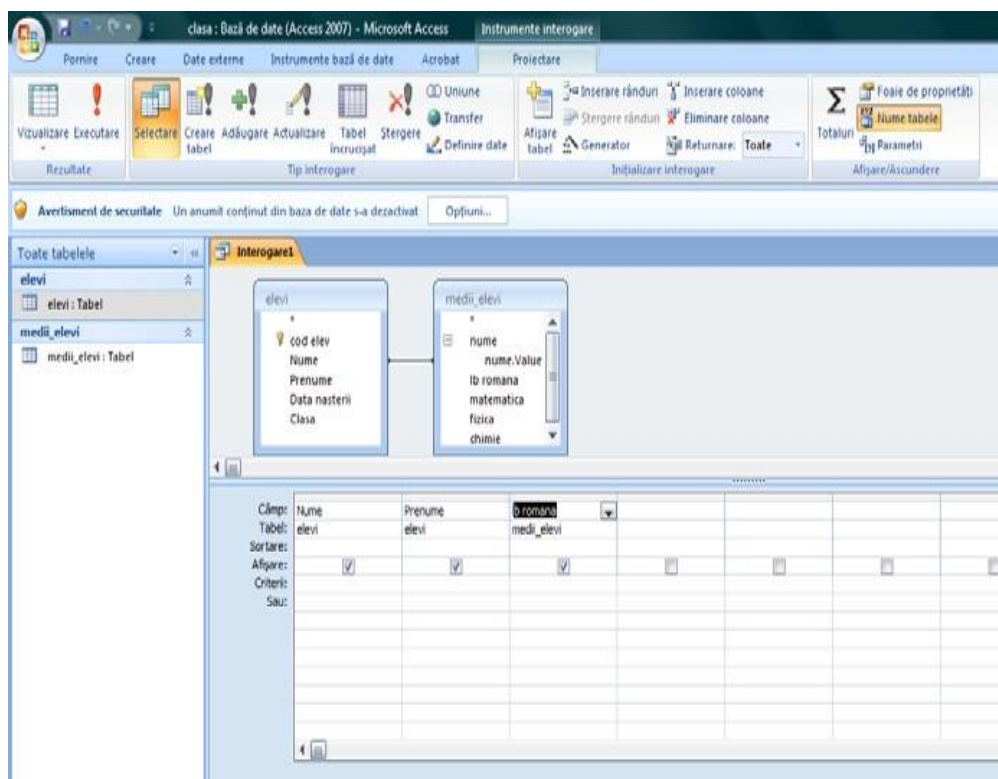 clasa : Bază de date (Access 2007) - Microsoft Access Instrumente interogare
Pornire Creare Date externe Instrumente bază de date Acrobat Proiectare
Vizualizare Executare
Rezultate
Selectare Creare tabel Adăugare Actualizare Tabel încrucișat Ștergere
Uniune
Transfer
Definire date
Tip interogare
Afișare tabel
Inserare rânduri Inserare coloane
Ștergere rânduri Eliminare coloane
Generator Returnare: Toate
Inițializare interogare
Totaluri
Foaie de proprietăți
Nume tabele
Parametri
Afișare/Ascundere
Avertisment de securitate Un anumit conținut din baza de date s-a dezactivat Opțiuni...
Toate tabelele
elevi
elevi : Tabel
medii_elevi
medii_elevi : Tabel
Interogare1
elevi
*
cod elev
Nume
Prenume
Data nasterii
Clasa
medii_elevi
*
nume
nume.Value
lb romana
matematica
fizica
chimie
Câmp: Nume Prenume b romana
Tabel: elevi elevi medii_elevi
Sortare:
Afișare:
Criterii:
Sau: